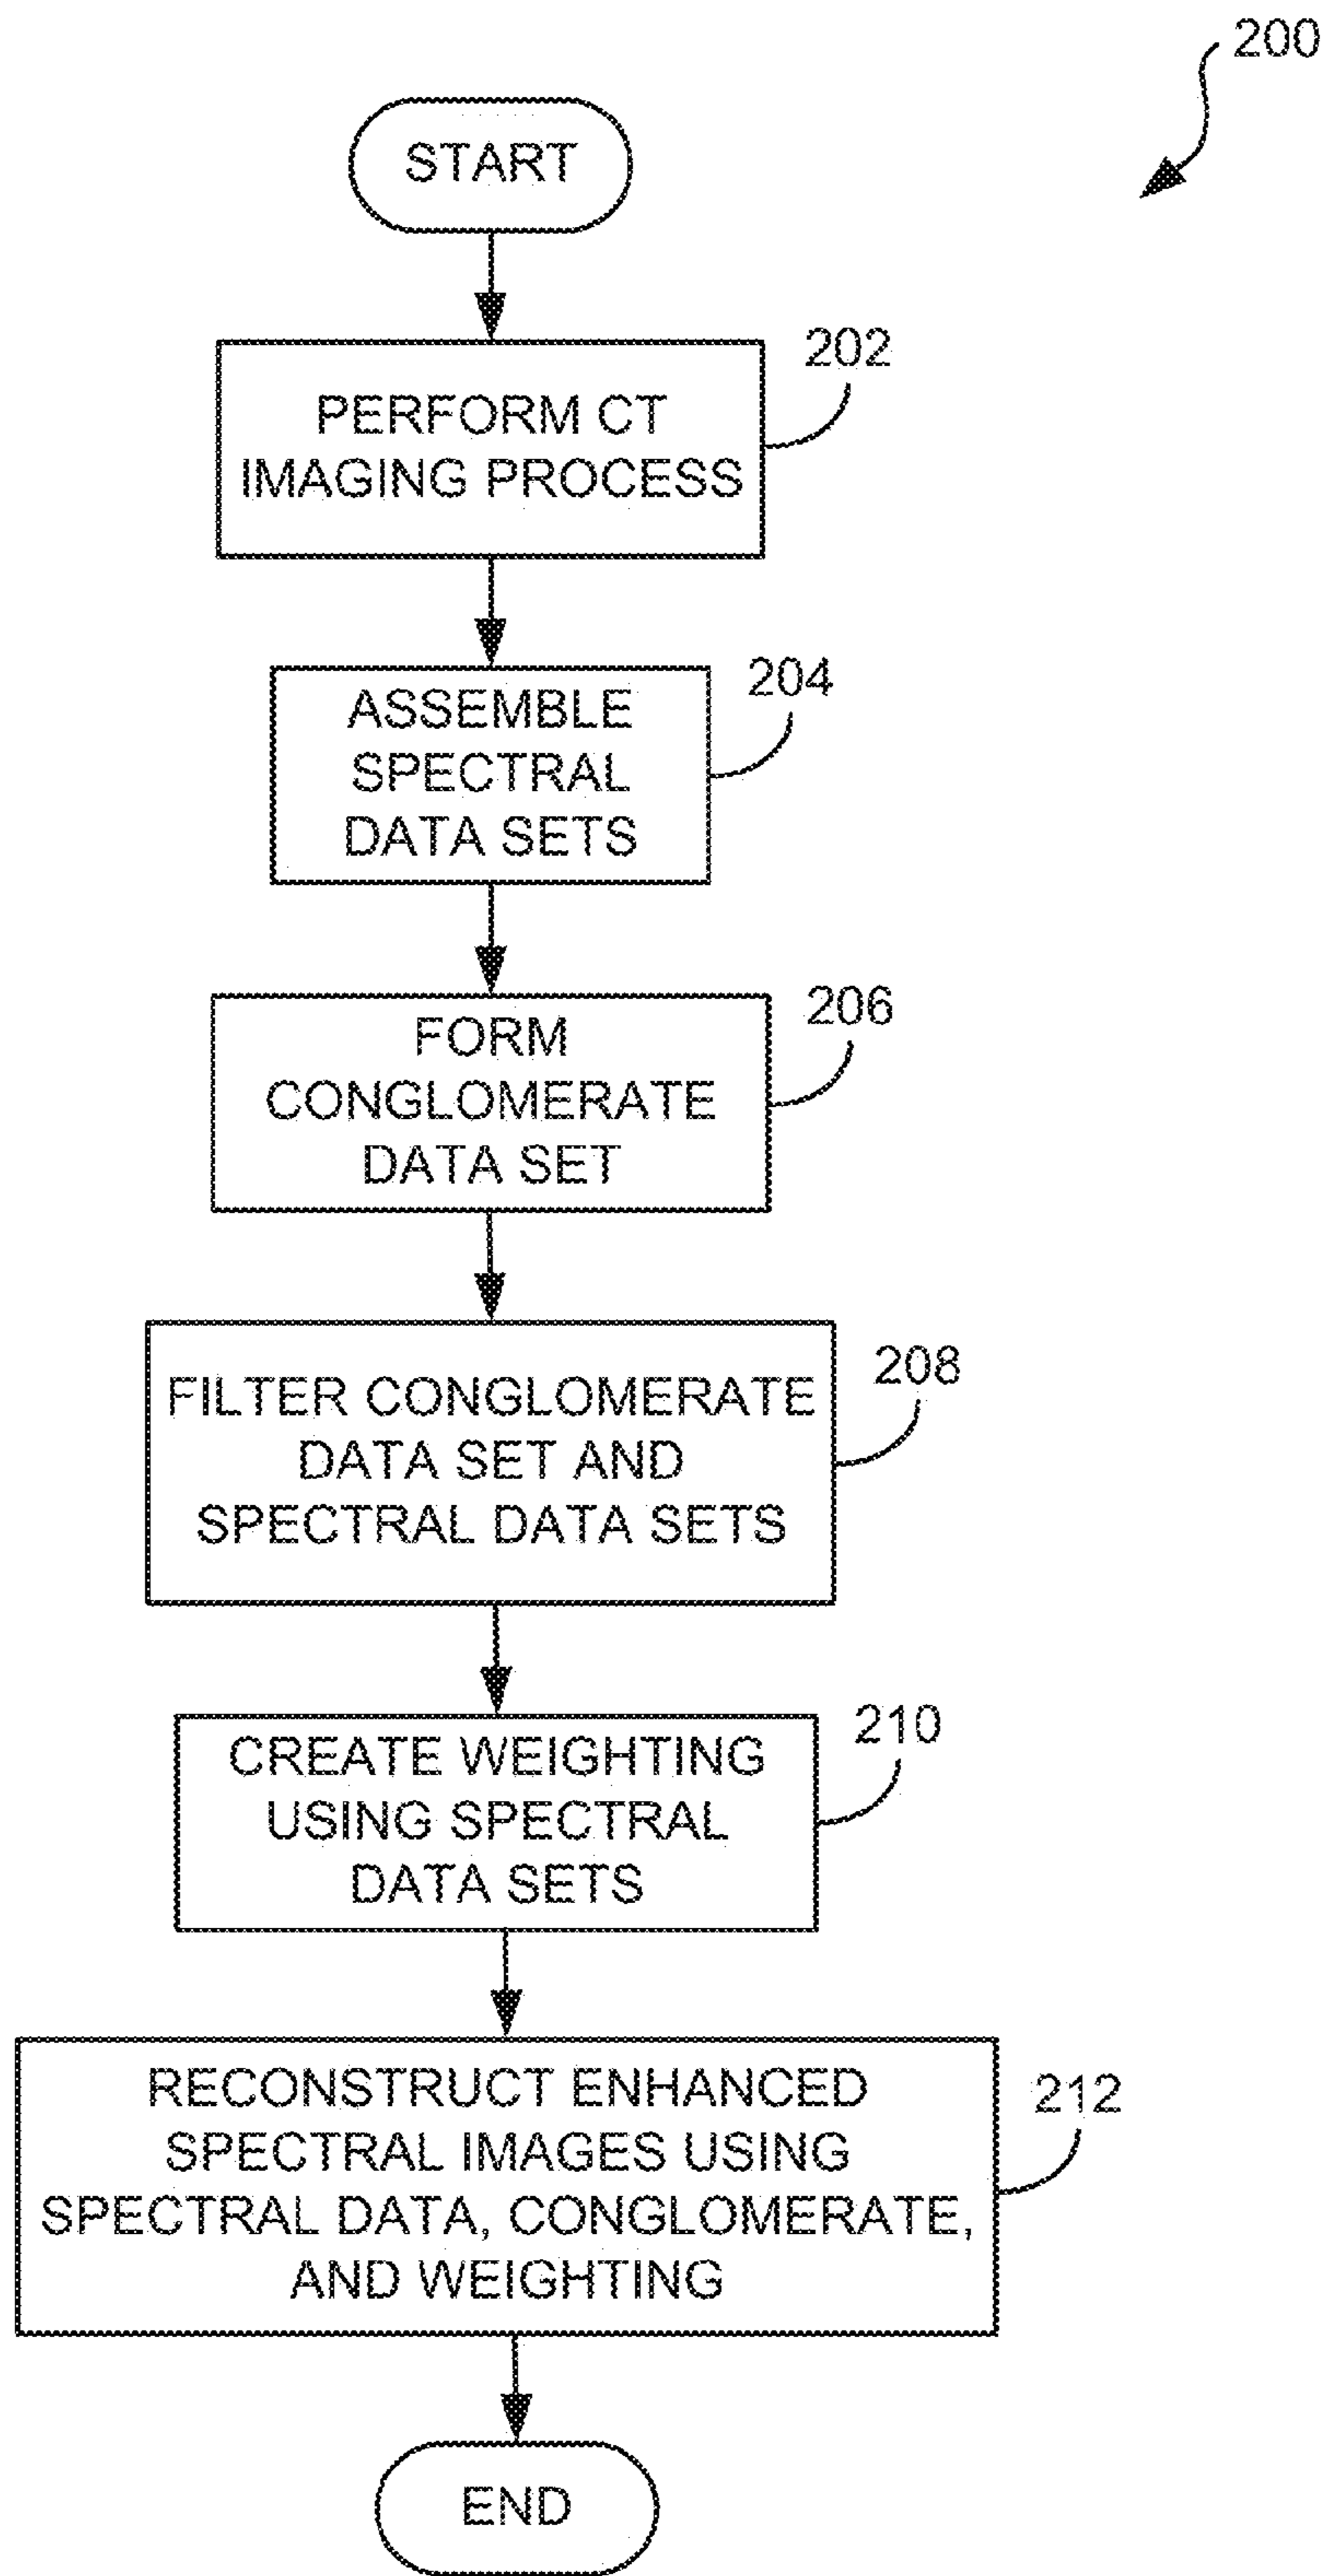 200
START
202
PERFORM CT
IMAGING PROCESS
204
ASSEMBLE
SPECTRAL
DATA SETS
206
FORM
CONGLOMERATE
DATA SET
208
FILTER CONGLOMERATE
DATA SET AND
SPECTRAL DATA SETS
210
CREATE WEIGHTING
USING SPECTRAL
DATA SETS
212
RECONSTRUCT ENHANCED
SPECTRAL IMAGES USING
SPECTRAL DATA, CONGLOMERATE,
AND WEIGHTING
END